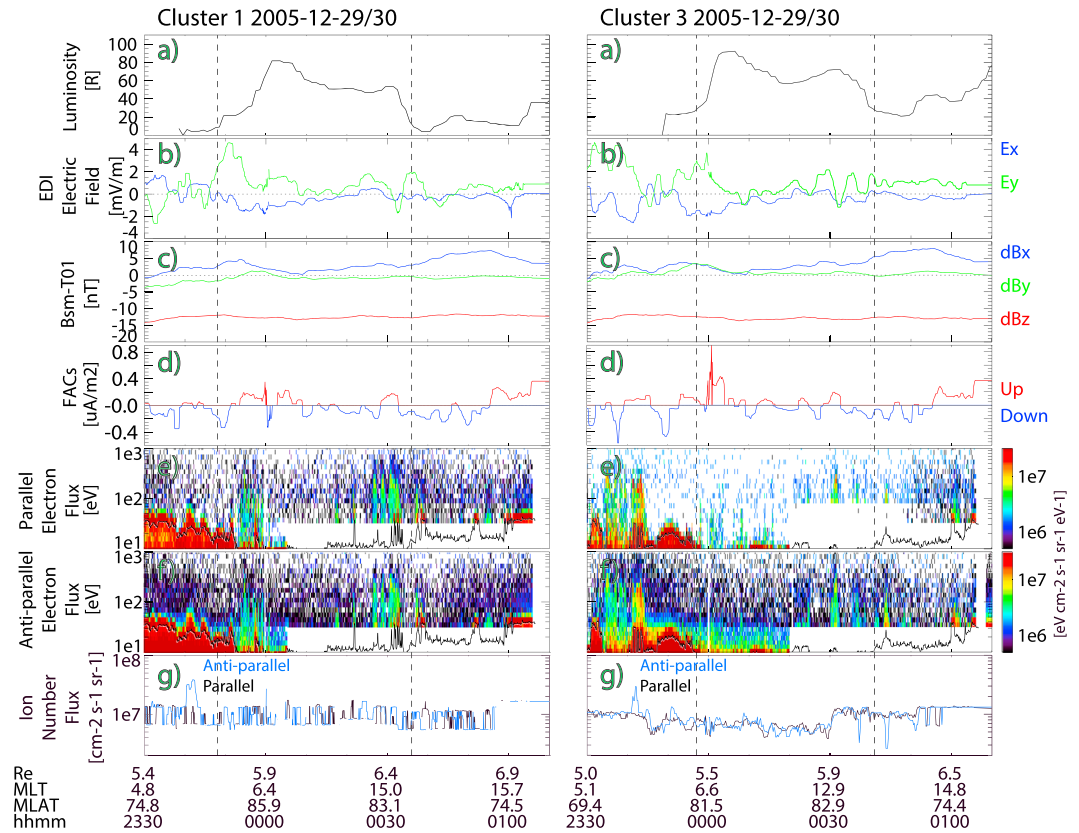 Cluster 1 2005-12-29/30
Cluster 3 2005-12-29/30
a)
Luminosity
[R]
100
80
60
40
20
0
a)
b)
EDI
Electric
Field
[mV/m]
4
2
0
-2
-4
b)
Ex
Ey
c)
Bsm-T01
[nT]
10
5
0
-5
-10
-15
-20
c)
dBx
dBy
dBz
d)
FACs
[uA/m2]
0.8
0.4
-0.0
-0.4
d)
Up
Down
e)
Parallel
Electron
Flux
[eV]
1e3
1e2
1e1
e)
1e7
1e6
f)
Anti-parallel
Electron
Flux
[eV]
1e3
1e2
1e1
f)
1e7
1e6
[eV cm-2 s-1 sr-1 eV-1]
g)
Ion
Number
Flux
[cm-2 s-1 sr-1]
1e8
1e7
Anti-parallel
Parallel
g)
Anti-parallel
Parallel
Re 5.4 5.9 6.4 6.9 5.0 5.5 5.9 6.5
MLT 4.8 6.4 15.0 15.7 5.1 6.6 12.9 14.8
MLAT 74.8 85.9 83.1 74.5 69.4 81.5 82.9 74.4
hhmm 2330 0000 0030 0100 2330 0000 0030 0100